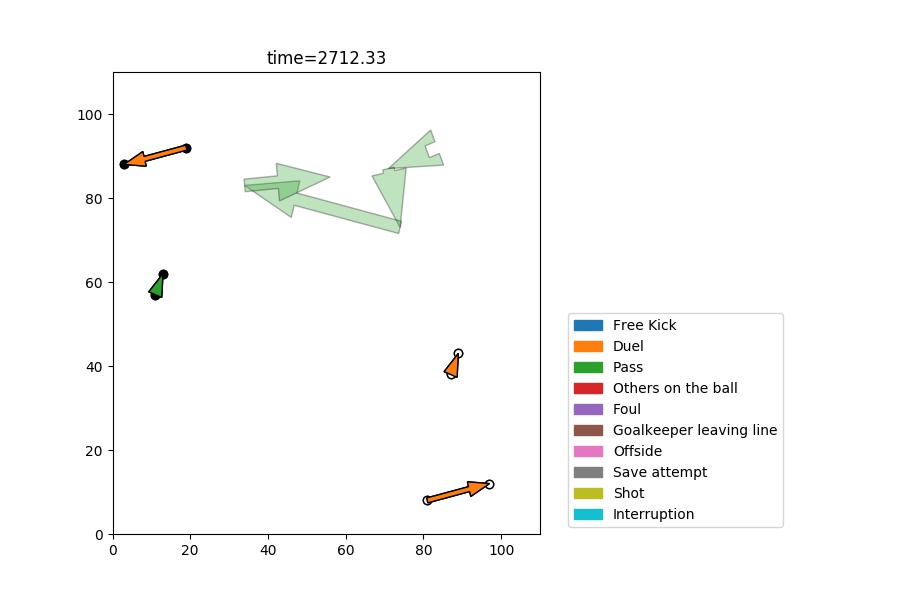 time=2712.33
100
80
60
40
20
0
0 20 40 60 80 100
Free Kick
Duel
Pass
Others on the ball
Foul
Goalkeeper leaving line
Offside
Save attempt
Shot
Interruption